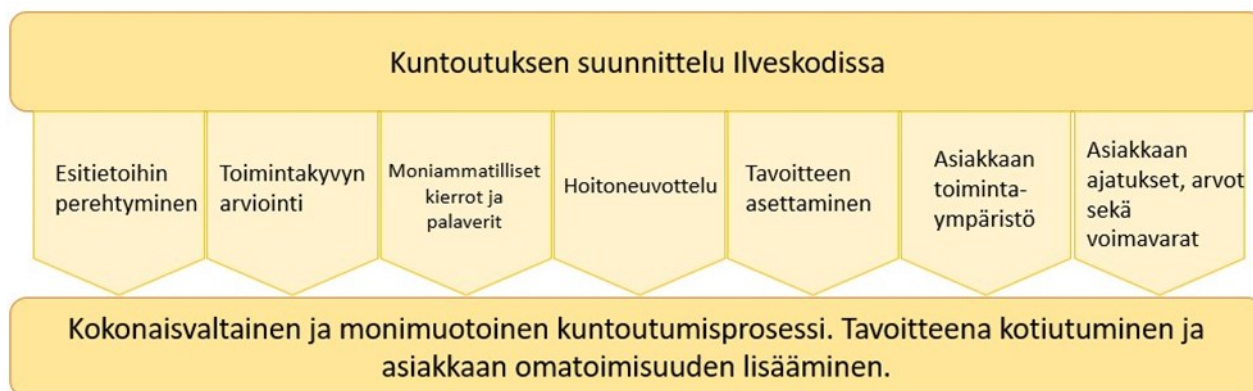 Kuntoutuksen suunnittelu Ilveskodissa
Esitietoihin
perehtyminen
Toimintakyvyn
arviointi
Moniammatilliset
kierrot ja
palaverit
Hoitoneuvottelu
Tavoitteen
asettaminen
Asiakkaan
toiminta-
ympäristö
Asiakkaan
ajatukset, arvot
sekä
voimavarat
Kokonaisvaltainen ja monimuotoinen kuntoutumisprosessi. Tavoitteena kotiutuminen ja
asiakkaan omatoimisuuden lisääminen.